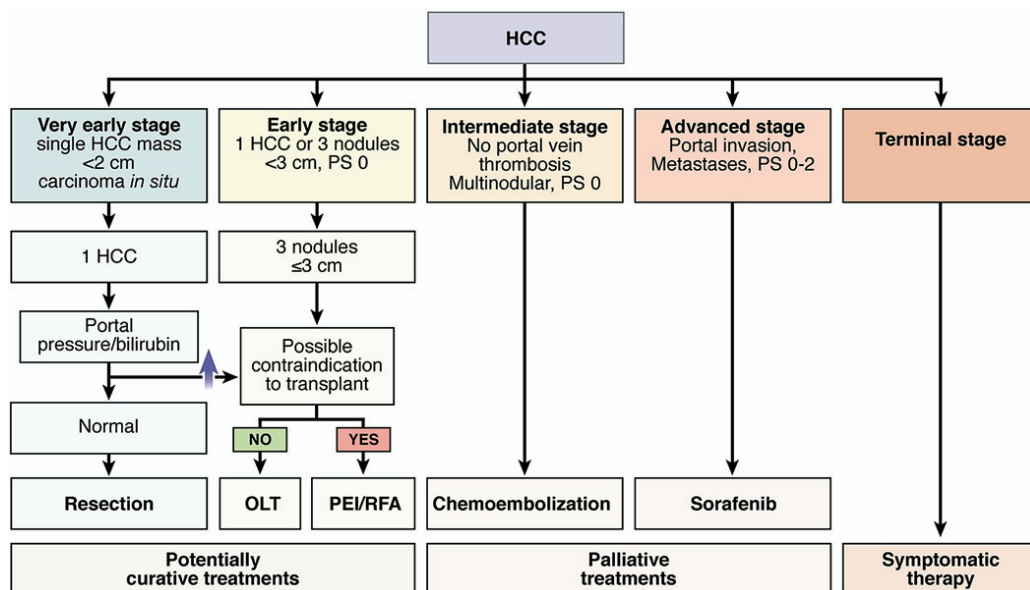 HCC
Very early stage
single HCC mass
<2 cm
carcinoma in situ
Early stage
1 HCC or 3 nodules
<3 cm, PS 0
Intermediate stage
No portal vein
thrombosis
Multinodular, PS 0
Advanced stage
Portal invasion,
Metastases, PS 0-2
Terminal stage
1 HCC
3 nodules
≤3 cm
Portal
pressure/bilirubin
Possible
contraindication
to transplant
Normal
NO
YES
Resection
OLT
PEI/RFA
Chemoembolization
Sorafenib
Potentially
curative treatments
Palliative
treatments
Symptomatic
therapy